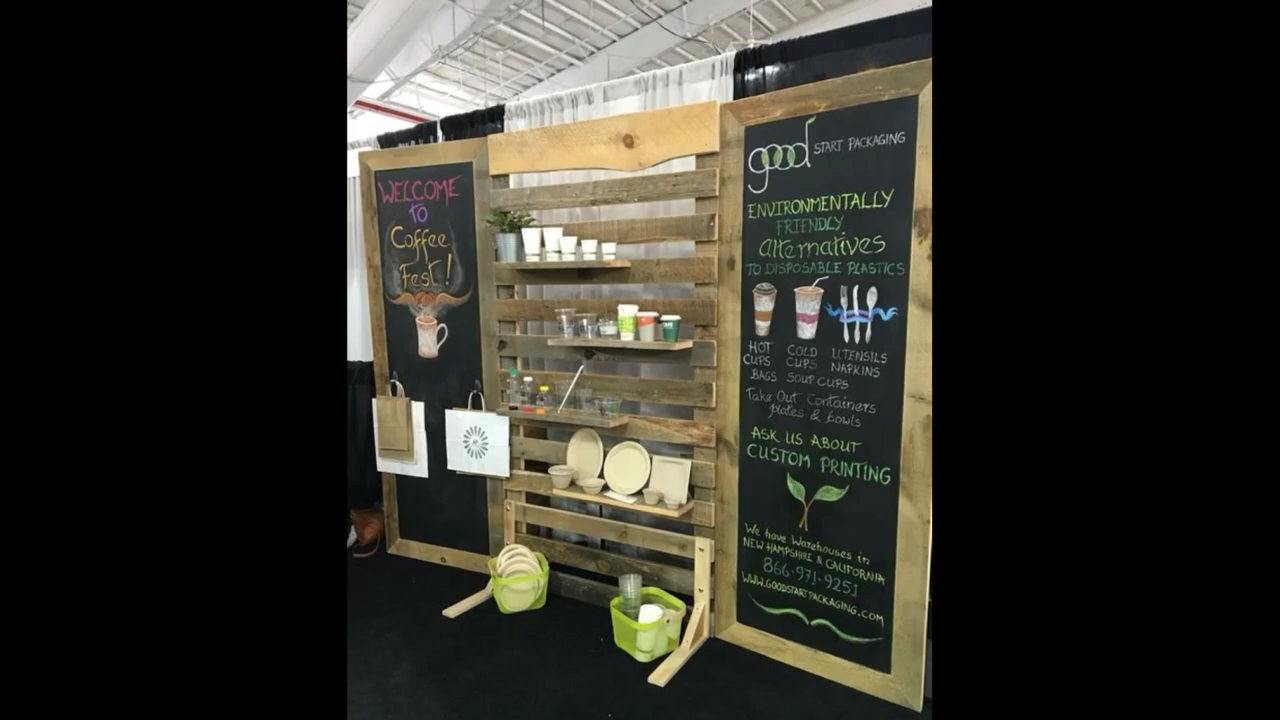 WELCOME
to
Coffee
Fest!
good START PACKAGING
ENVIRONMENTALLY
FRIENDLY
Alternatives
TO DISPOSABLE PLASTICS
HOT COLD UTENSILS
CUPS CUPS NAPKINS
BAGS SOUP CUPS
Take Out Containers
plates & bowls
ASK US ABOUT
CUSTOM PRINTING
We have Warehouses in
NEW HAMPSHIRE & CALIFORNIA
866-971-9251
WWW.GOODSTARTPACKAGING.COM